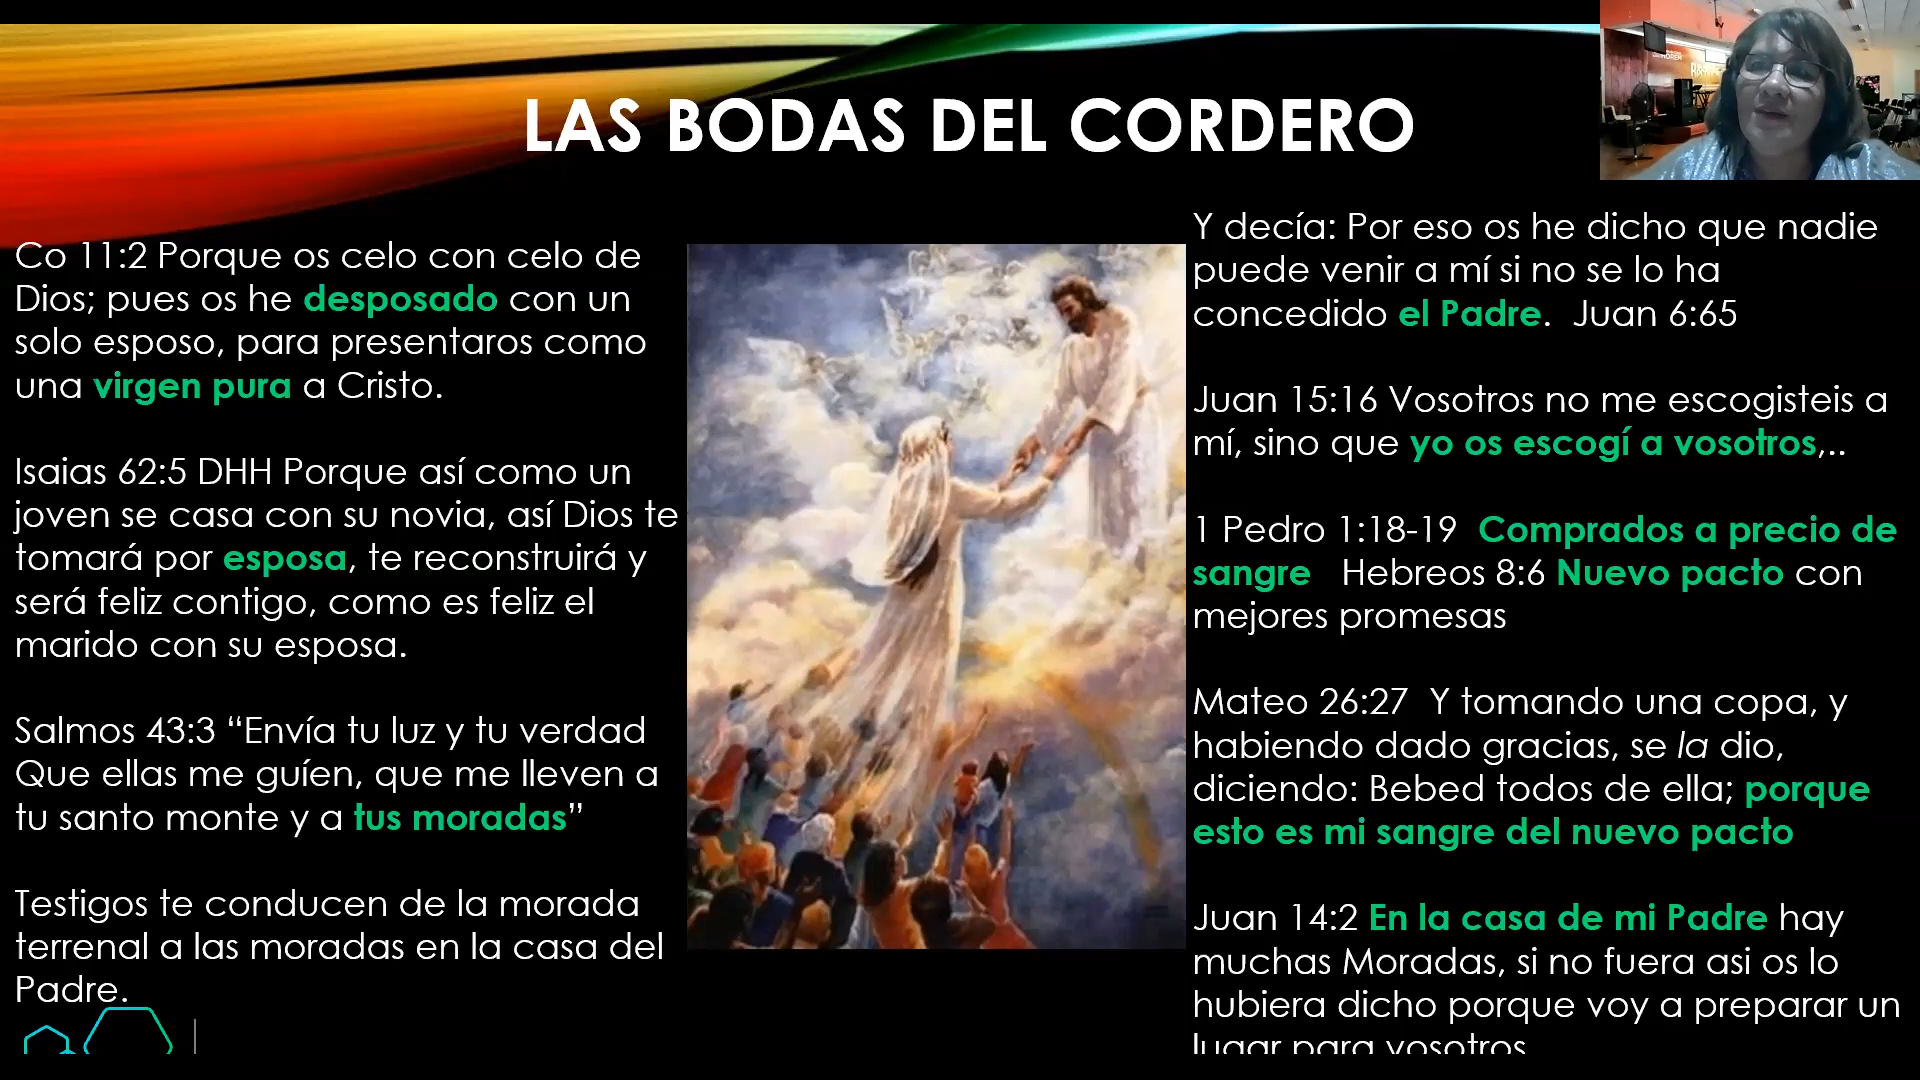 LAS BODAS DEL CORDERO
Co 11:2 Porque os celo con celo de
Dios; pues os he desposado con un
solo esposo, para presentaros como
una virgen pura a Cristo.
Isaias 62:5 DHH Porque así como un
joven se casa con su novia, así Dios te
tomará por esposa, te reconstruirá y
será feliz contigo, como es feliz el
marido con su esposa.
Salmos 43:3 “Envía tu luz y tu verdad
Que ellas me guíen, que me lleven a
tu santo monte y a tus moradas”
Testigos te conducen de la morada
terrenal a las moradas en la casa del
Padre.
Y decía: Por eso os he dicho que nadie
puede venir a mí si no se lo ha
concedido el Padre. Juan 6:65
Juan 15:16 Vosotros no me escogisteis a
mí, sino que yo os escogí a vosotros,..
1 Pedro 1:18-19 Comprados a precio de
sangre Hebreos 8:6 Nuevo pacto con
mejores promesas
Mateo 26:27 Y tomando una copa, y
habiendo dado gracias, se la dio,
diciendo: Bebed todos de ella; porque
esto es mi sangre del nuevo pacto
Juan 14:2 En la casa de mi Padre hay
muchas Moradas, si no fuera asi os lo
hubiera dicho porque voy a preparar un
lugar para vosotros